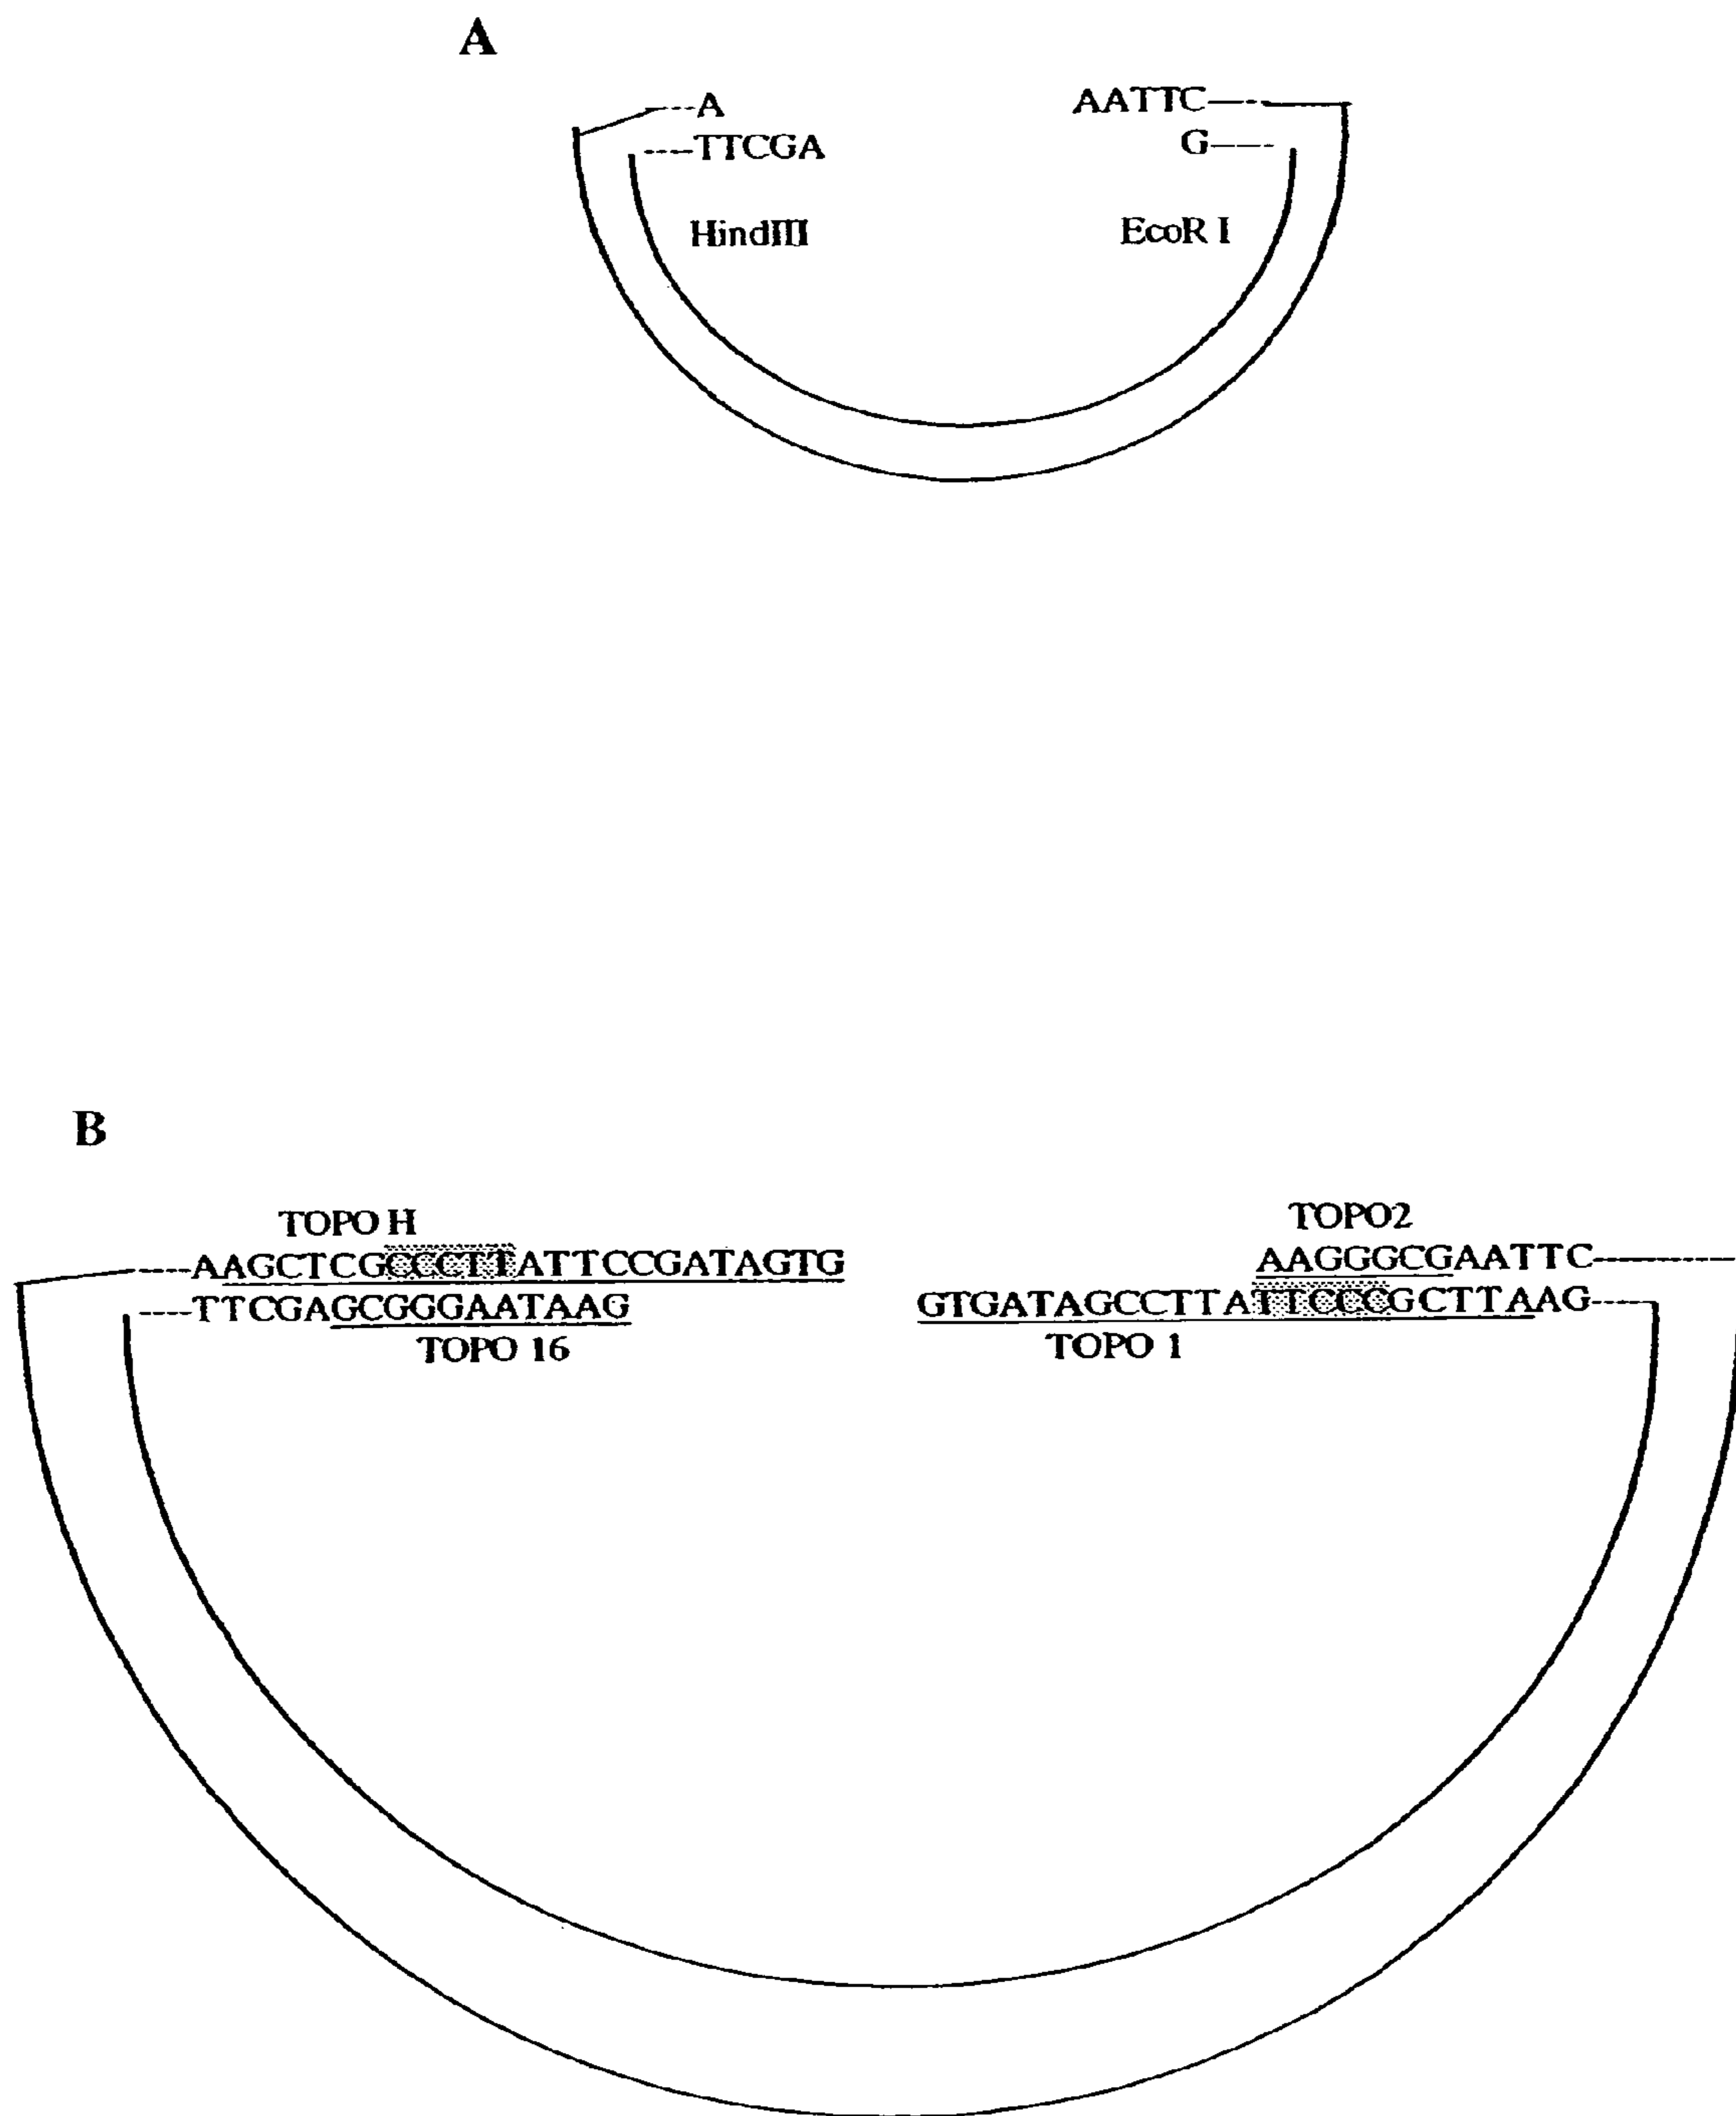 A
---A AATTC---
---TTCGA G---
HindIII EcoR I
B
TOPO H TOPO2
----AAGCTCGCCCTTATTCCGATAGTG AAGGGCGAATTC----
----TTCGAGCGGGAATAAG GTGATAGCCTTATTCCCGCTTAAG----
TOPO 16 TOPO 1